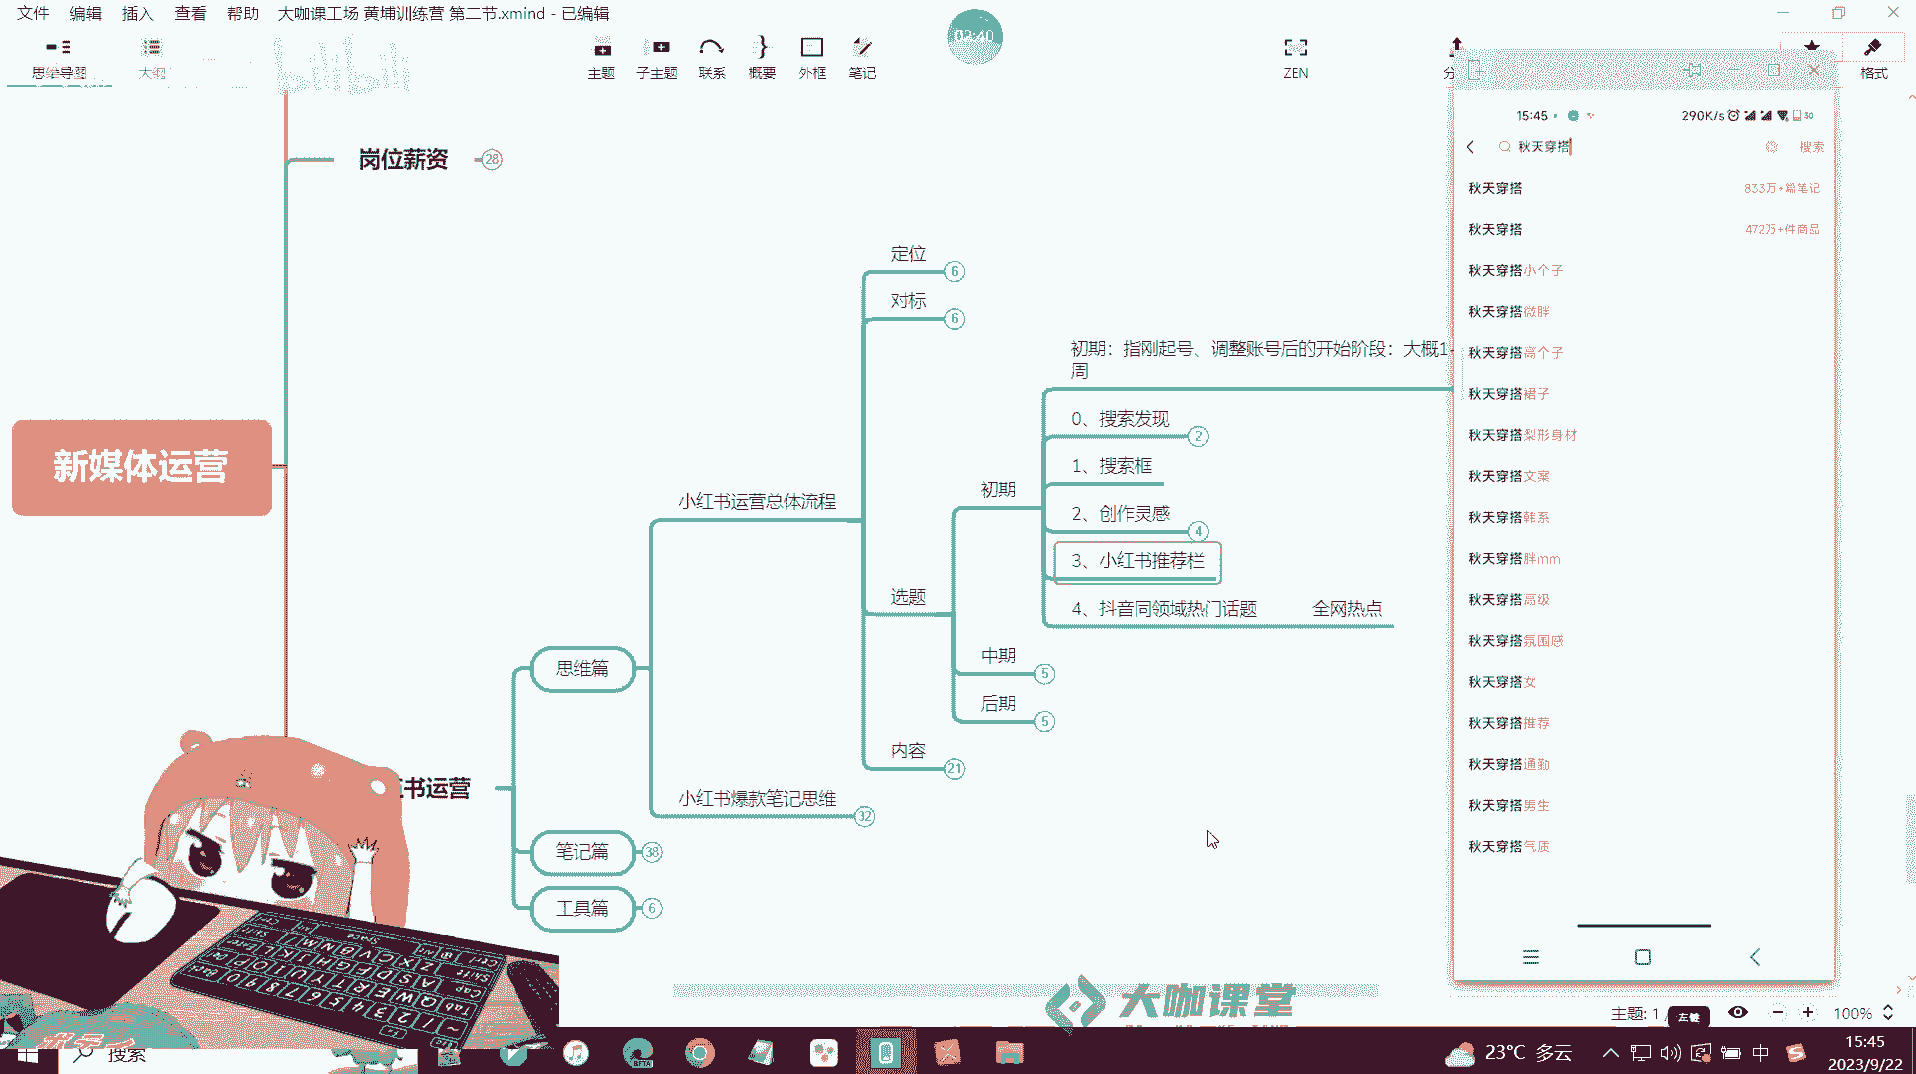 文件 编辑 插入 查看 帮助 大咖课工场 黄埔训练营 第二节.xmind - 已编辑
02:40
思维导图 大纲 主题 子主题 联系 概要 外框 笔记 ZEN 分 格式
bilibili
岗位薪资 28
新媒体运营
书运营
思维篇
笔记篇 38
工具篇 6
小红书运营总体流程
小红书爆款笔记思维 32
定位 6
对标 6
选题
内容 21
初期
中期 5
后期 5
初期：指刚起号、调整账号后的开始阶段：大概1-
周
0、搜索发现 2
1、搜索框
2、创作灵感 4
3、小红书推荐栏
4、抖音同领域热门话题 全网热点
15:45 290K/s 30
秋天穿搭 搜索
秋天穿搭 833万+篇笔记
秋天穿搭 472万+件商品
秋天穿搭小个子
秋天穿搭微胖
秋天穿搭高个子
秋天穿搭裙子
秋天穿搭梨形身材
秋天穿搭文案
秋天穿搭韩系
秋天穿搭胖mm
秋天穿搭高级
秋天穿搭氛围感
秋天穿搭女
秋天穿搭推荐
秋天穿搭通勤
秋天穿搭男生
秋天穿搭气质
大咖课堂
主题: 1 / 左键 100%
搜索 BETA 23°C 多云 中 15:45
2023/9/22